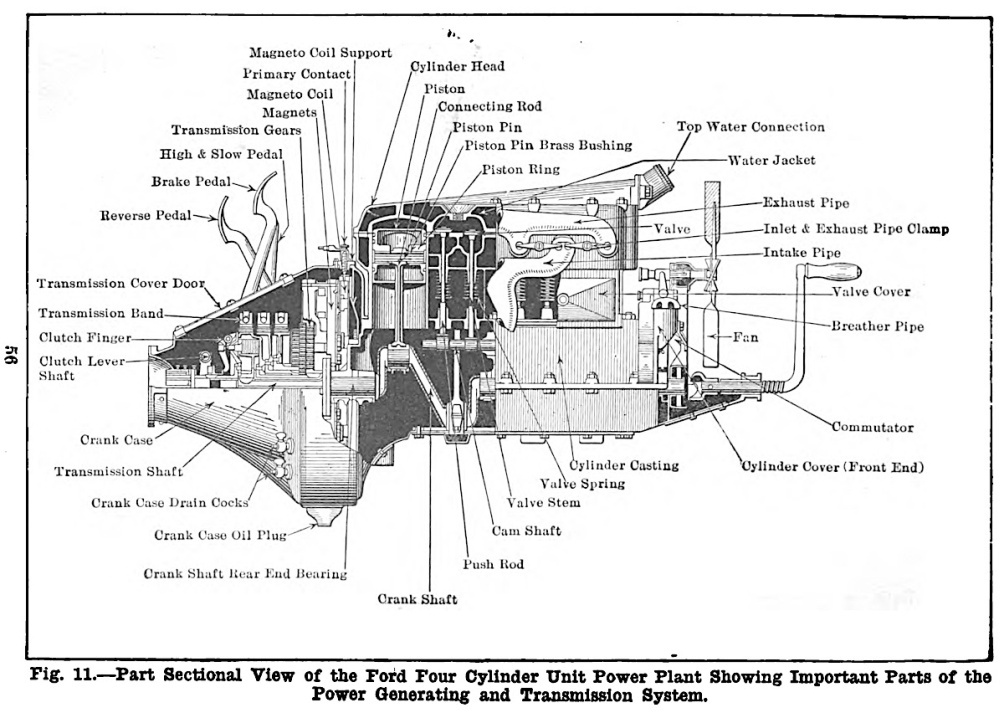 Magneto Coil Support
Primary Contact
Magneto Coil
Magnets
Transmission Gears
High & Slow Pedal
Brake Pedal
Reverse Pedal
Transmission Cover Door
Transmission Band
Clutch Finger
Clutch Lever
Shaft
Crank Case
Transmission Shaft
Crank Case Drain Cocks
Crank Case Oil Plug
Crank Shaft Rear End Bearing
Crank Shaft
Cylinder Head
Piston
Connecting Rod
Piston Pin
Piston Pin Brass Bushing
Piston Ring
Top Water Connection
Water Jacket
Exhaust Pipe
Valve
Inlet & Exhaust Pipe Clamp
Intake Pipe
Valve Cover
Breather Pipe
Fan
Commutator
Cylinder Cover (Front End)
Cylinder Casting
Valve Spring
Valve Stem
Cam Shaft
Push Rod
56
Fig. 11.—Part Sectional View of the Ford Four Cylinder Unit Power Plant Showing Important Parts of the
Power Generating and Transmission System.